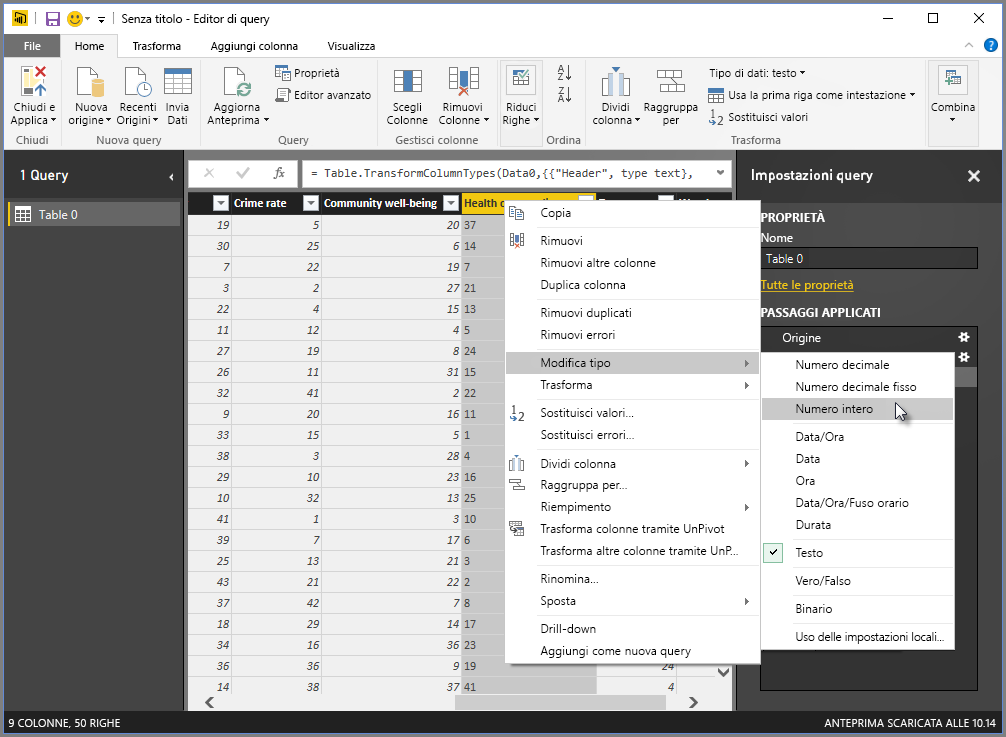 Senza titolo - Editor di query
File Home Trasforma Aggiungi colonna Visualizza
Chiudi e Applica
Nuova origine
Recenti Origini
Invia Dati
Aggiorna Anteprima
Proprietà
Editor avanzato
Scegli Colonne
Rimuovi Colonne
Riduci Righe
A Z
Z A
Dividi colonna
Raggruppa per
Tipo di dati: testo
Usa la prima riga come intestazione
1 2 Sostituisci valori
Combina
Chiudi Nuova query Query Gestisci colonne Ordina Trasforma
1 Query
Table 0
fx = Table.TransformColumnTypes(Data0,{{"Header", type text},
Crime rate Community well-being Health
19 5 20 37
30 25 6 14
7 22 19 7
3 2 27 21
22 4 15 13
11 12 4 5
27 19 8 24
26 11 31 15
32 41 2 22
9 20 16 11
33 15 5 1
38 3 28 4
29 10 23 16
10 32 13 25
41 1 3 10
39 7 17 6
25 13 21 3
43 21 22 2
37 42 7 8
28 29 14 17
34 16 36 23
36 36 9 19 24
14 38 37 41 4
Copia
Rimuovi
Rimuovi altre colonne
Duplica colonna
Rimuovi duplicati
Rimuovi errori
Modifica tipo
Trasforma
1 2 Sostituisci valori...
Sostituisci errori...
Dividi colonna
Raggruppa per...
Riempimento
Trasforma colonne tramite UnPivot
Trasforma altre colonne tramite UnP...
Rinomina...
Sposta
Drill-down
Aggiungi come nuova query
Impostazioni query
PROPRIETÀ
Nome
Table 0
Tutte le proprietà
PASSAGGI APPLICATI
Origine
Numero decimale
Numero decimale fisso
Numero intero
Data/Ora
Data
Ora
Data/Ora/Fuso orario
Durata
Testo
Vero/Falso
Binario
Uso delle impostazioni locali...
9 COLONNE, 50 RIGHE
ANTEPRIMA SCARICATA ALLE 10.14